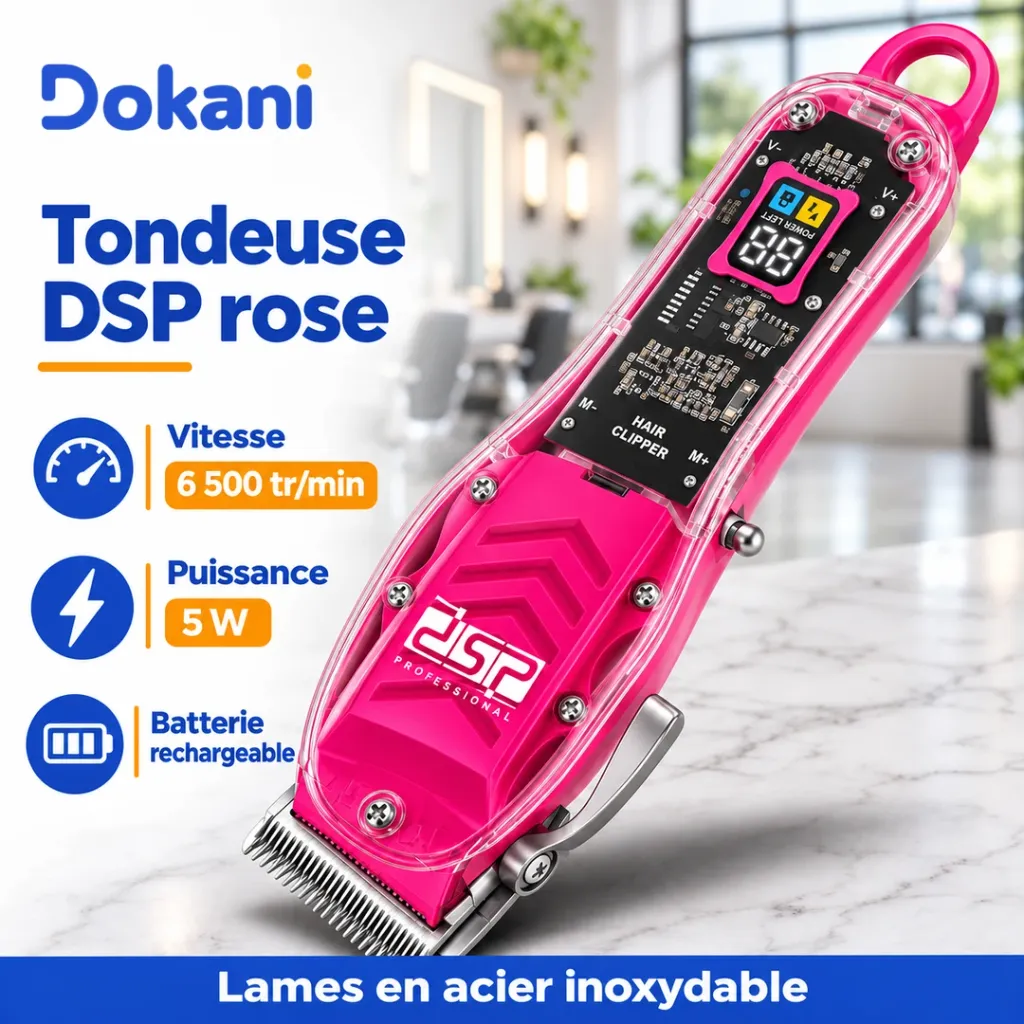 Dokani
Tondeuse
DSP rose
Vitesse
6 500 tr/min
Puissance
5 W
Batterie
rechargeable
V-
V+
POWER LEFT
88
M-
HAIR
CLIPPER
M+
dsp
PROFESSIONAL
Lames en acier inoxydable